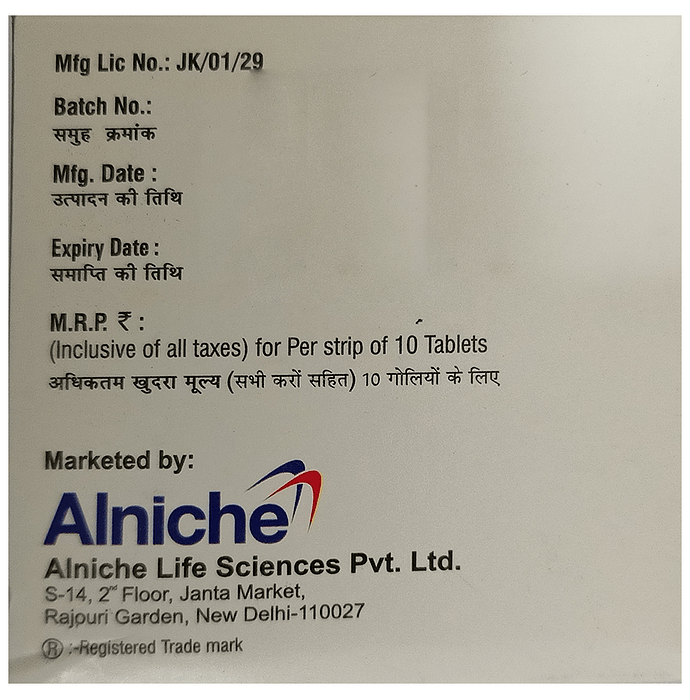 Mfg Lic No.: JK/01/29
Batch No.:
समुह क्रमांक
Mfg. Date :
उत्पादन की तिथि
Expiry Date :
समाप्ति की तिथि
M.R.P. ₹ :
(Inclusive of all taxes) for Per strip of 10 Tablets
अधिकतम खुदरा मूल्य (सभी करों सहित) 10 गोलियों के लिए
Marketed by:
Alniche
Alniche Life Sciences Pvt. Ltd.
S-14, 2nd Floor, Janta Market,
Rajouri Garden, New Delhi-110027
® :-Registered Trade mark